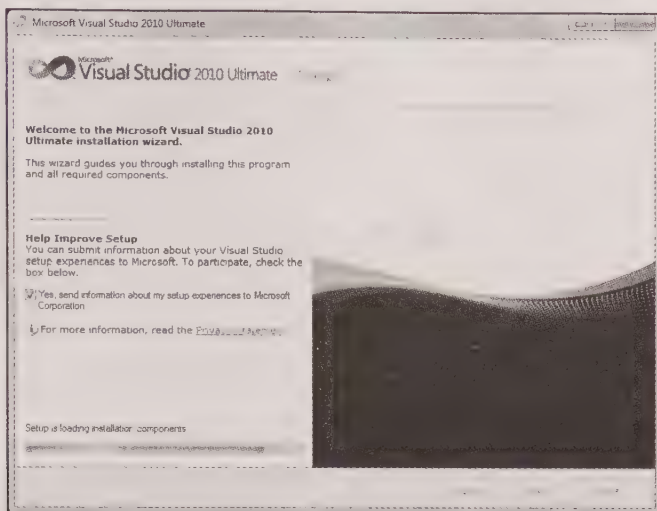 Microsoft Visual Studio 2010 Ultimate
Microsoft®
Visual Studio 2010 Ultimate
Welcome to the Microsoft Visual Studio 2010
Ultimate installation wizard.
This wizard guides you through installing this program
and all required components.
Help Improve Setup
You can submit information about your Visual Studio
setup experiences to Microsoft. To participate, check the
box below.
Yes, send information about my setup experiences to Microsoft
Corporation
For more information, read the
Setup is loading installation components